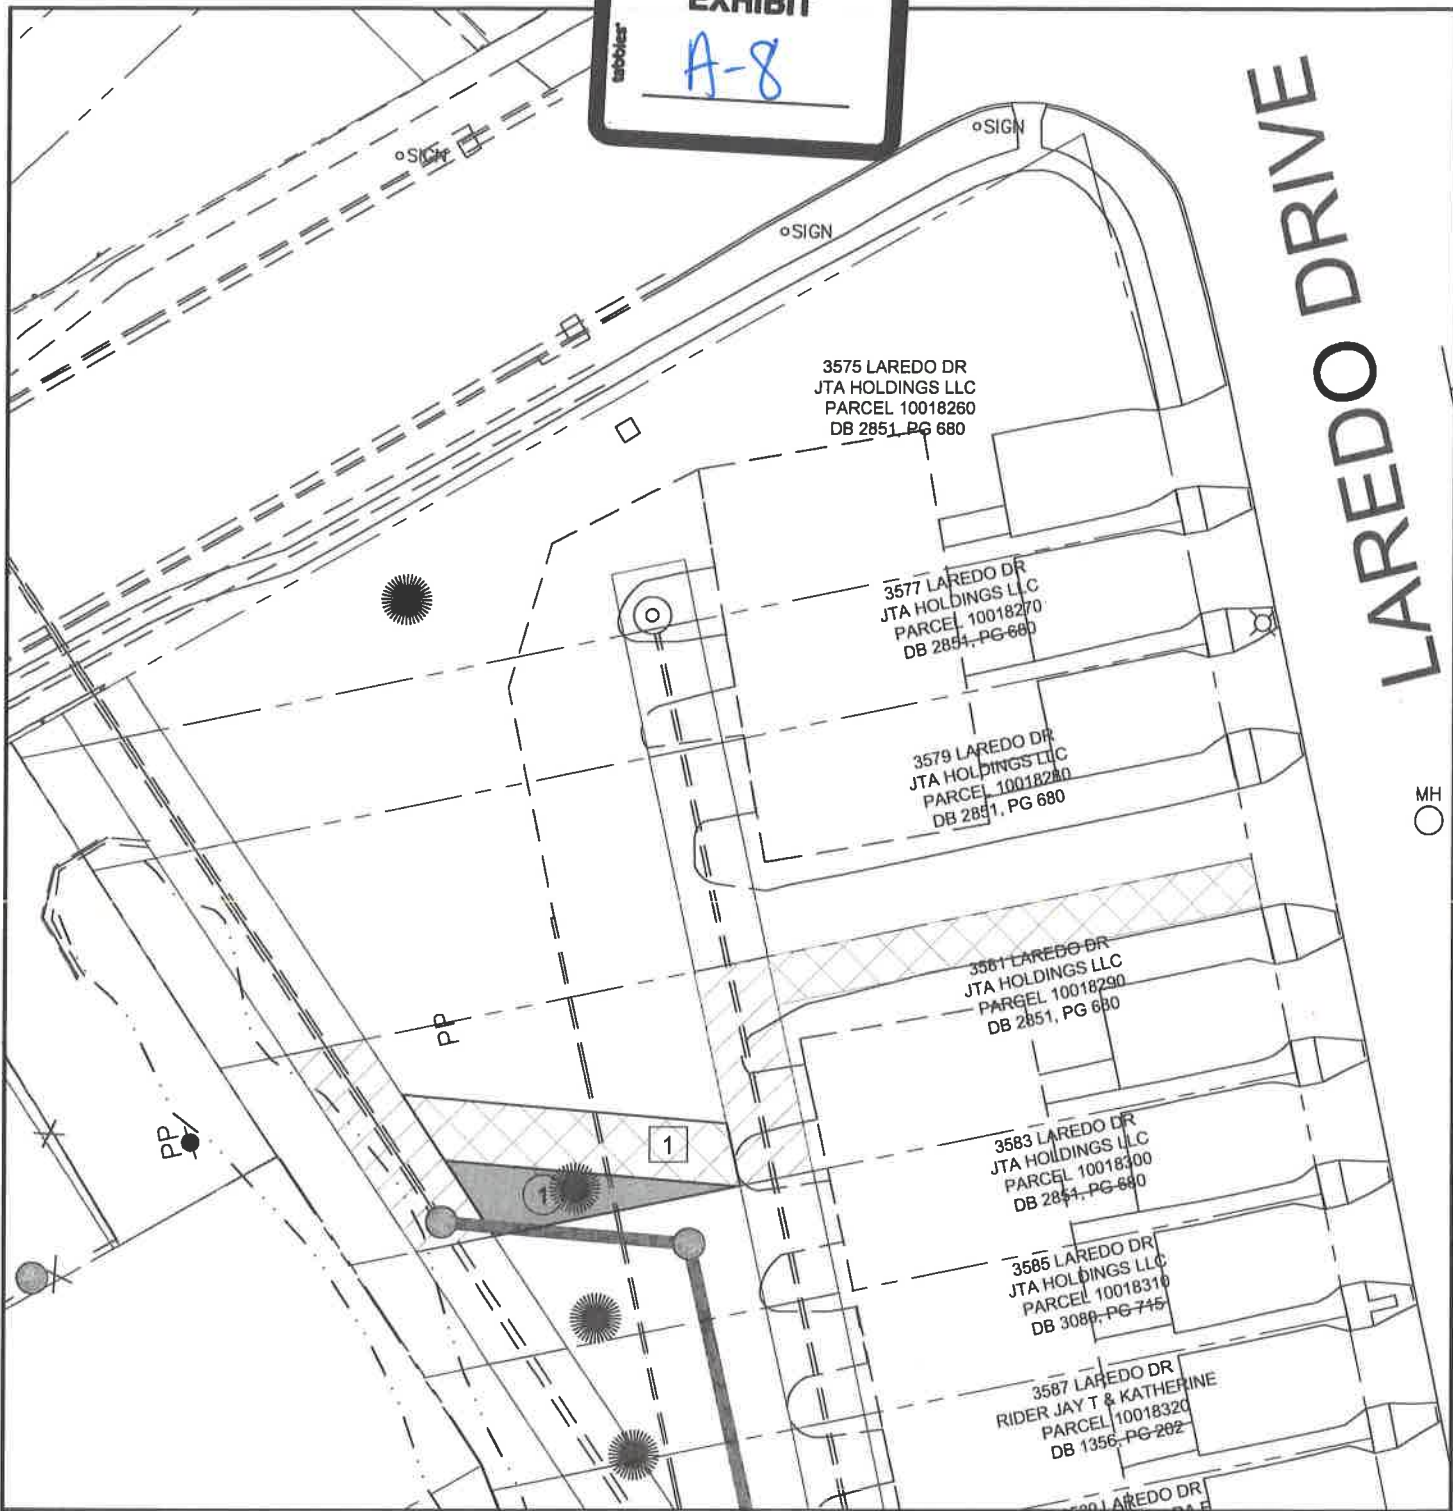 EXHIBIT
tabbies'
A-8
SIGN
SIGN
SIGN
LAREDO DRIVE
3575 LAREDO DR
JTA HOLDINGS LLC
PARCEL 10018260
DB 2851, PG 680
3577 LAREDO DR
JTA HOLDINGS LLC
PARCEL 10018270
DB 2851, PG 680
3579 LAREDO DR
JTA HOLDINGS LLC
PARCEL 10018280
DB 2851, PG 680
MH
3581 LAREDO DR
JTA HOLDINGS LLC
PARCEL 10018290
DB 2851, PG 680
PP
PP
1
1
3583 LAREDO DR
JTA HOLDINGS LLC
PARCEL 10018300
DB 2851, PG 680
3585 LAREDO DR
JTA HOLDINGS LLC
PARCEL 10018310
DB 3080, PG 715
3587 LAREDO DR
RIDER JAY T & KATHERINE
PARCEL 10018320
DB 1356, PG 202
LAREDO DR